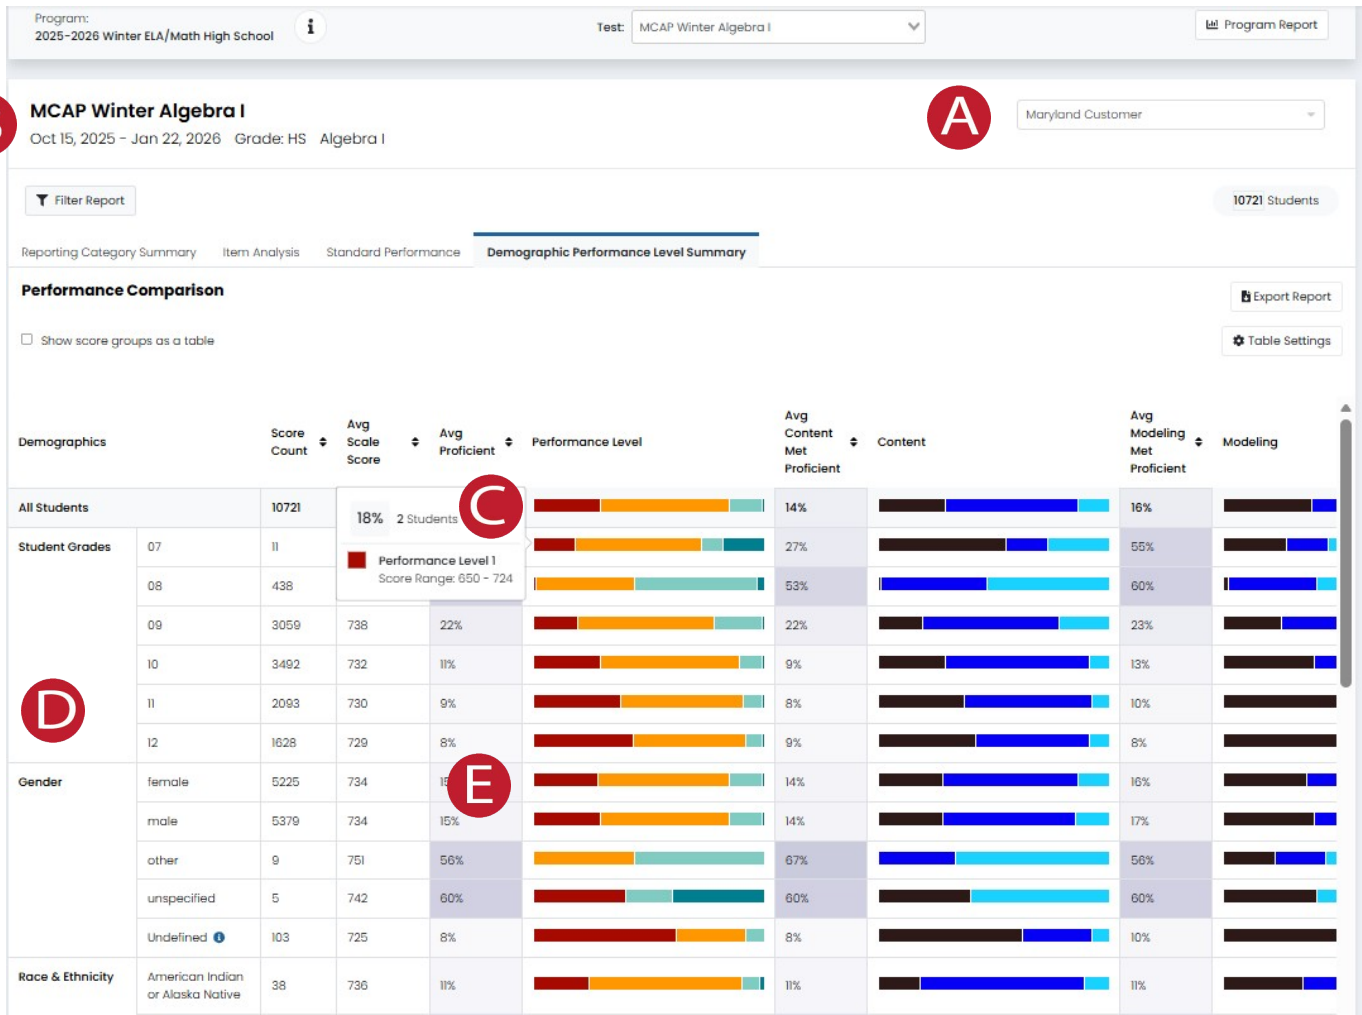 Program:
2025-2026 Winter ELA/Math High School
i
Test: MCAP Winter Algebra I
Program Report
MCAP Winter Algebra I
A
Maryland Customer
Oct 15, 2025 - Jan 22, 2026 Grade: HS Algebra I
Filter Report
10721 Students
Reporting Category Summary Item Analysis Standard Performance Demographic Performance Level Summary
Performance Comparison
Export Report
Show score groups as a table
Table Settings
Demographics Score Count Avg Scale Score Avg Proficient Performance Level Avg Content Met Proficient Content Avg Modeling Met Proficient Modeling
All Students 10721 14% 16%
18% 2 Students
C
Performance Level 1
Score Range: 650 - 724
Student Grades 07 11 27% 55%
08 438 53% 60%
09 3059 738 22% 22% 23%
10 3492 732 11% 9% 13%
D
11 2093 730 9% 8% 10%
12 1628 729 8% 9% 8%
E
Gender female 5225 734 14% 16%
male 5379 734 15% 14% 17%
other 9 751 56% 67% 56%
unspecified 5 742 60% 60% 60%
Undefined i 103 725 8% 8% 10%
Race & Ethnicity American Indian or Alaska Native 38 736 11% 11% 11%